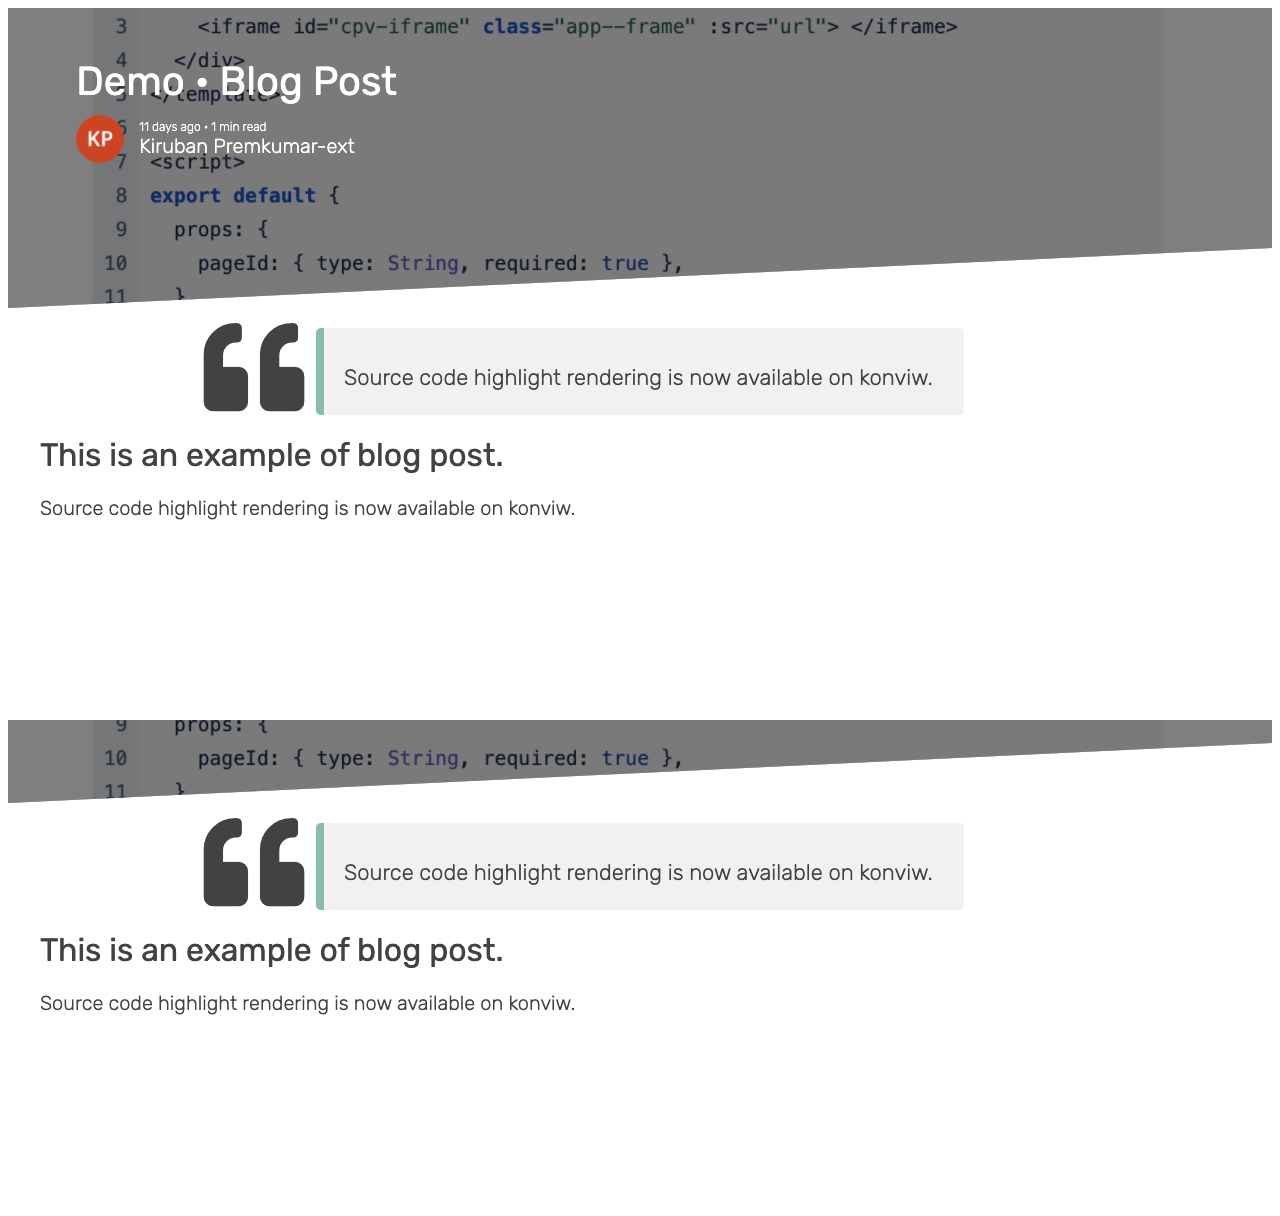 3 <iframe id="cpv-iframe" class="app--frame" :src="url"> </iframe>
4 </div>
Demo • Blog Post
5 </template>
6
11 days ago • 1 min read
KP
Kiruban Premkumar-ext
7 <script>
8 export default {
9 props: {
10 pageId: { type: String, required: true },
11 }
Source code highlight rendering is now available on konviw.
This is an example of blog post.
Source code highlight rendering is now available on konviw.
9 props: {
10 pageId: { type: String, required: true },
11 }
Source code highlight rendering is now available on konviw.
This is an example of blog post.
Source code highlight rendering is now available on konviw.